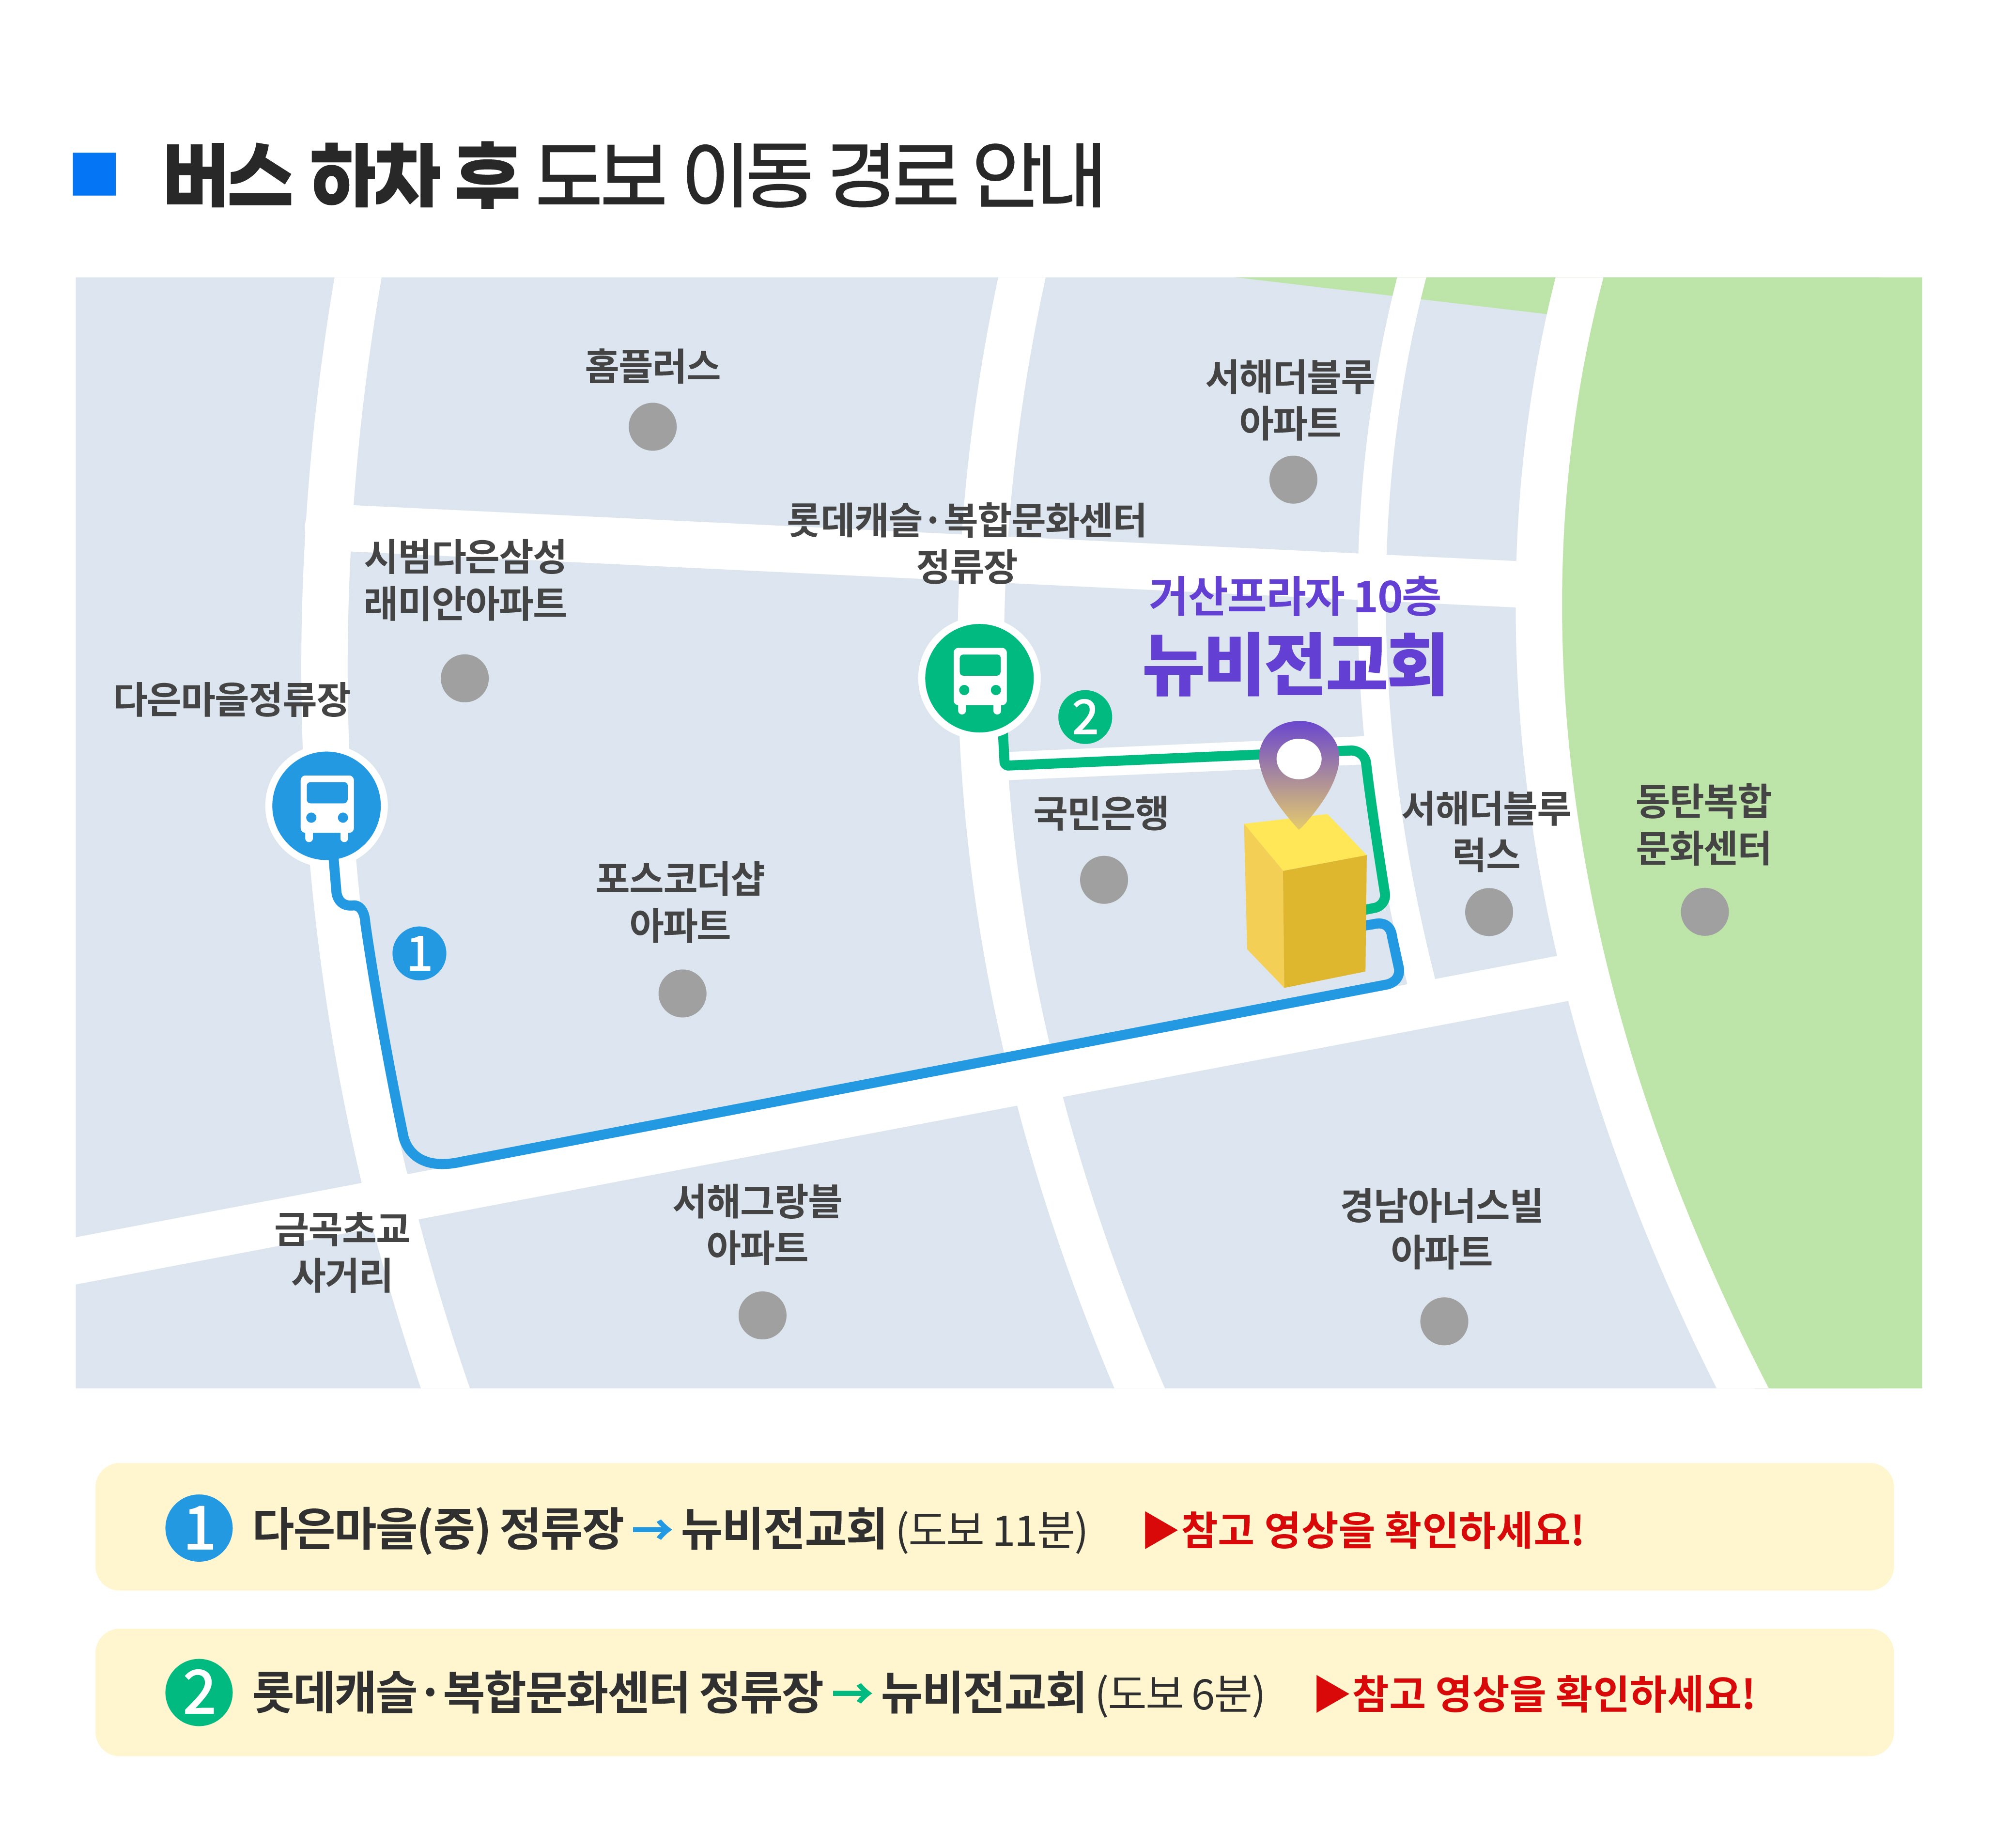 버스 하차 후 도보 이동 경로 안내
홈플러스
서해더블루
아파트
롯데캐슬·복합문화센터
정류장
시범다은삼성
래미안아파트
거산프라자 10층
뉴비전교회
다은마을정류장
2
국민은행
서해더블루
럭스
동탄복합
문화센터
포스코더샵
아파트
1
금곡초교
사거리
서해그랑블
아파트
경남아너스빌
아파트
1 다은마을(중) 정류장 → 뉴비전교회 (도보 11분) ▶참고 영상을 확인하세요!
2 롯데캐슬·복합문화센터 정류장 → 뉴비전교회 (도보 6분) ▶참고 영상을 확인하세요!